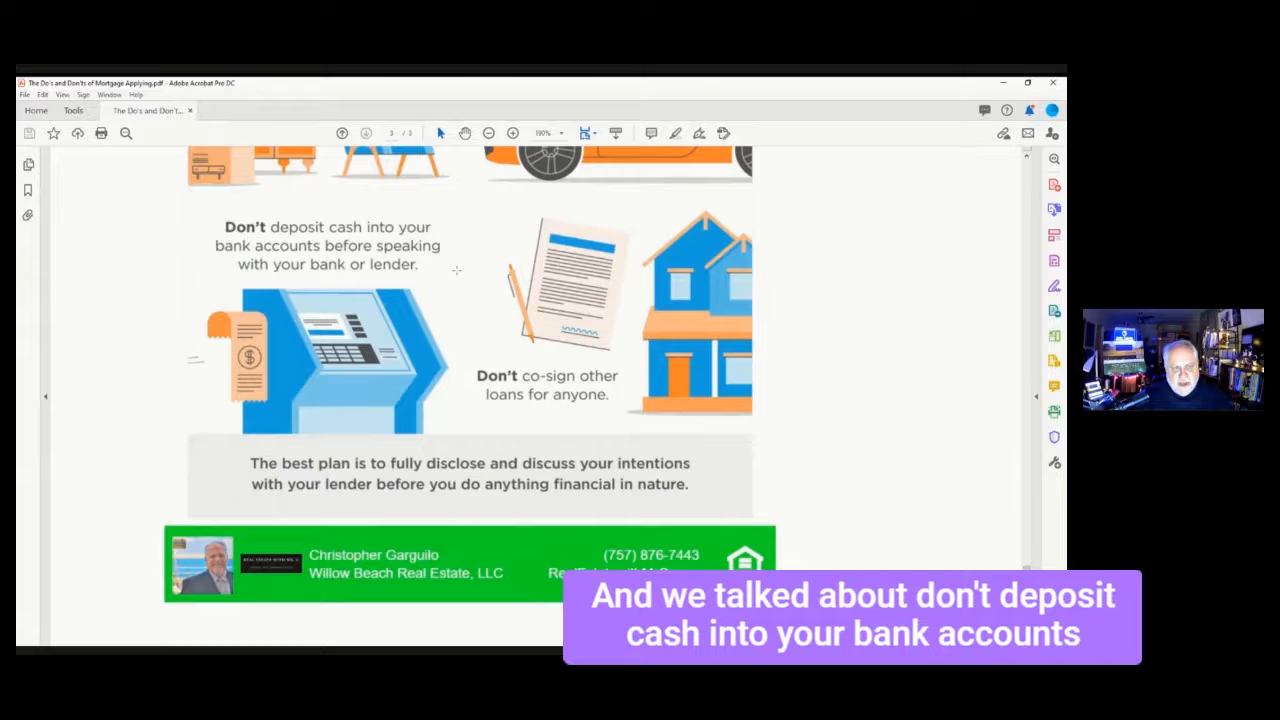 The Do's and Don'ts of Mortgage Applying.pdf - Adobe Acrobat Pro DC
File Edit View Sign Window Help
Home Tools The Do's and Don't...
3 / 3 190%
Don't deposit cash into your
bank accounts before speaking
with your bank or lender.
Don't co-sign other
loans for anyone.
The best plan is to fully disclose and discuss your intentions
with your lender before you do anything financial in nature.
Christopher Garguilo
(757) 876-7443
Willow Beach Real Estate, LLC
And we talked about don't deposit
cash into your bank accounts